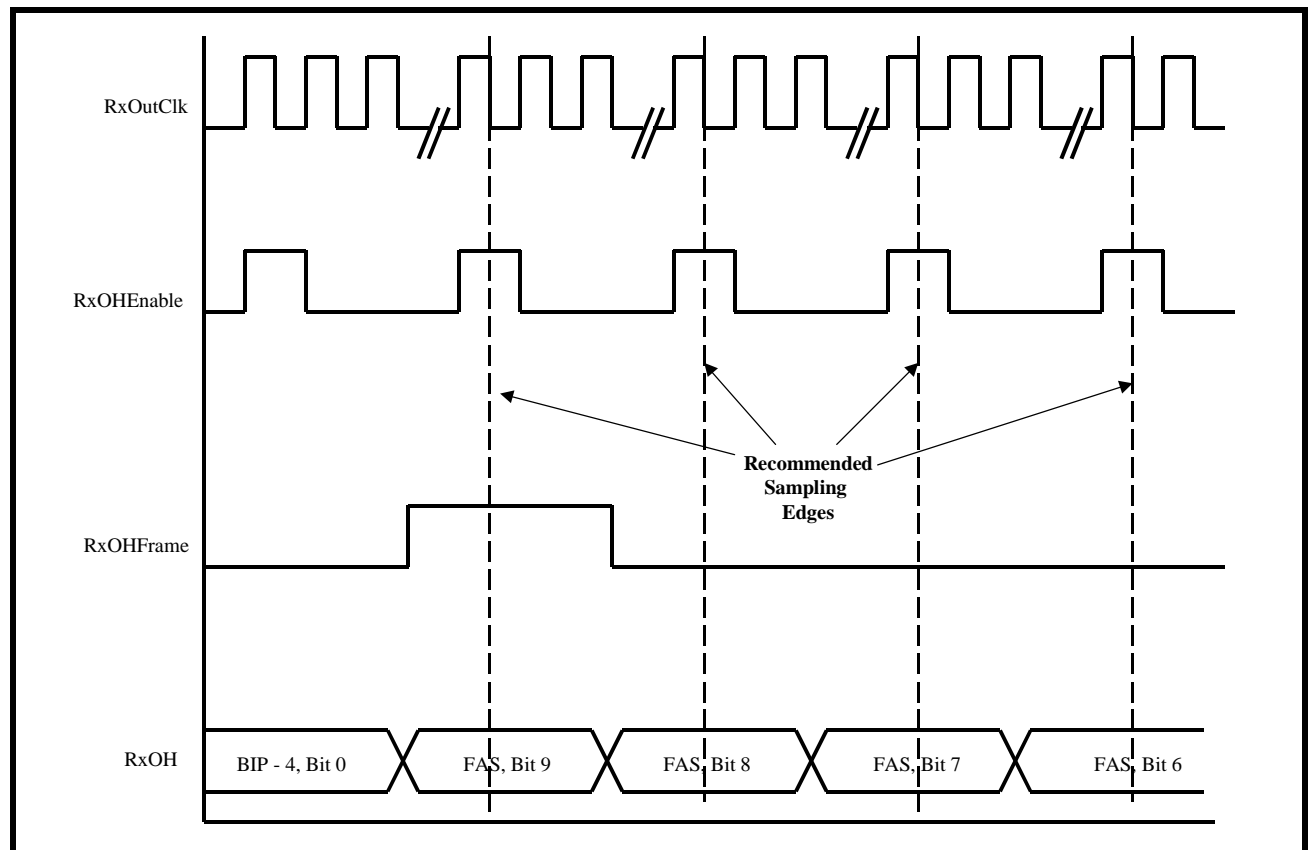 RxOutClk
RxOHEnable
Recommended
Sampling
Edges
RxOHFrame
RxOH
BIP - 4, Bit 0
FAS, Bit 9
FAS, Bit 8
FAS, Bit 7
FAS, Bit 6